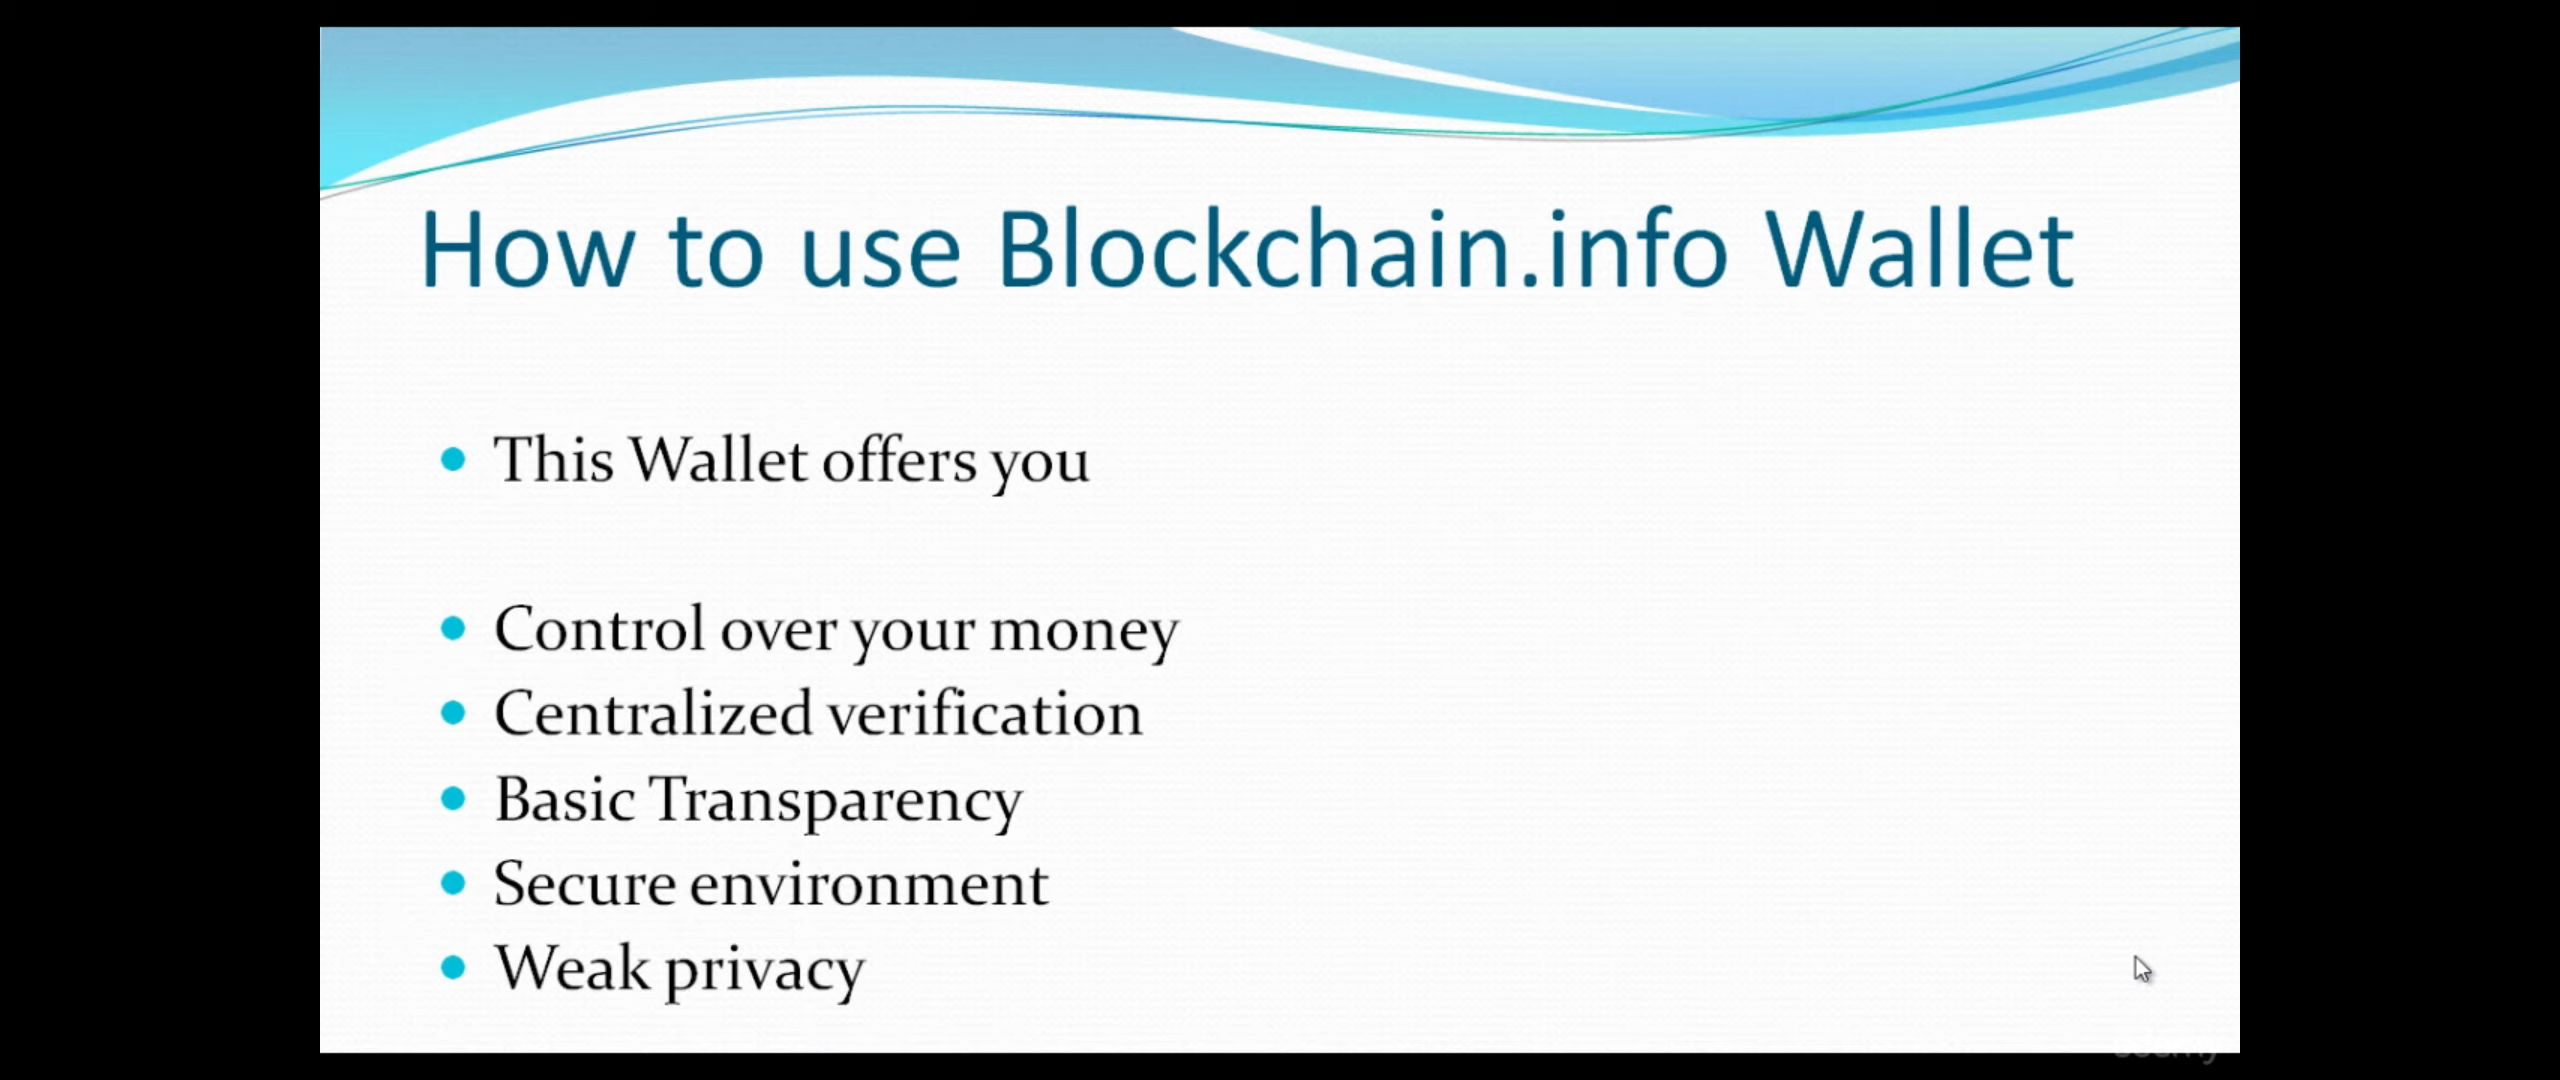 How to use Blockchain.info Wallet
This Wallet offers you
Control over your money
Centralized verification
Basic Transparency
Secure environment
Weak privacy